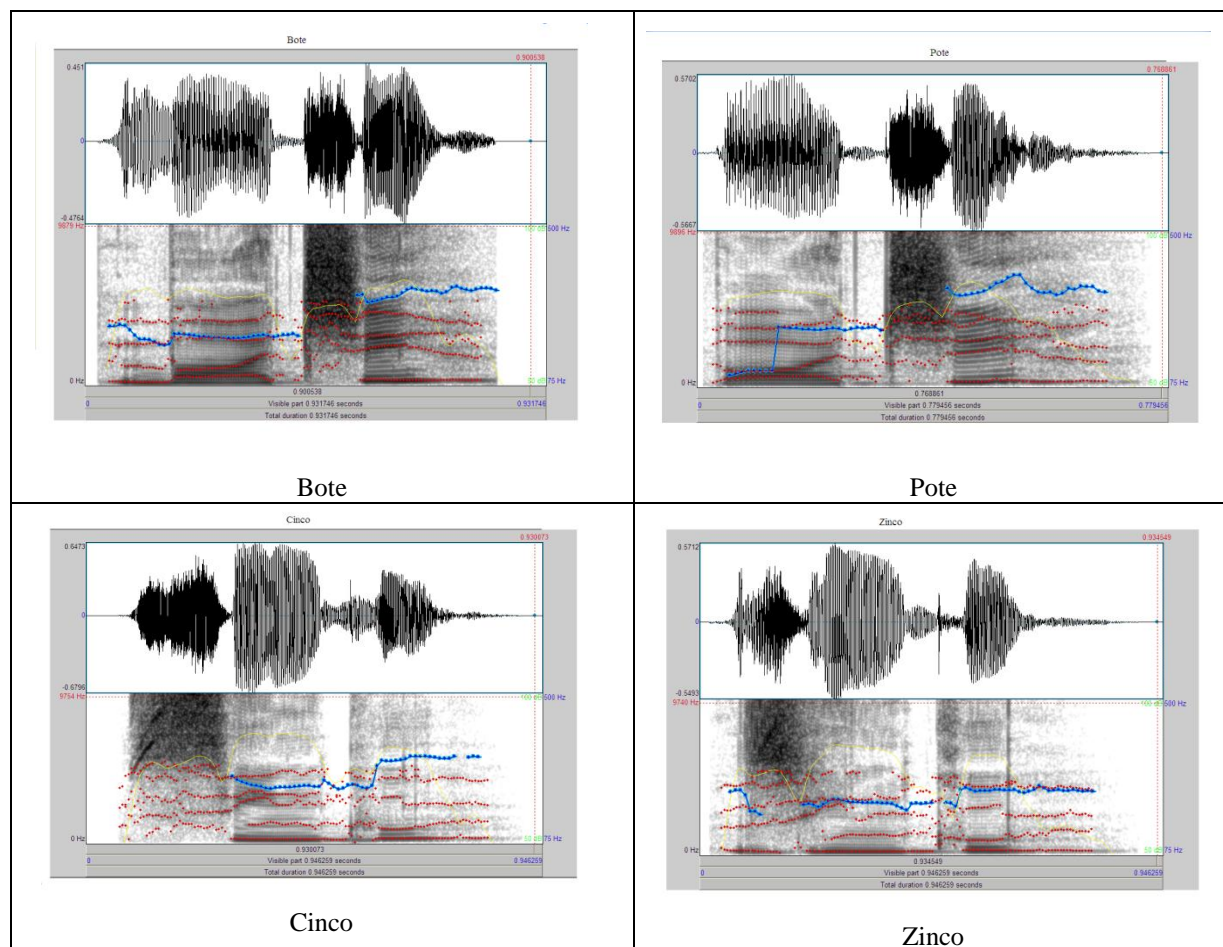 Bote
0.900538
0.451
0
-0.4764
9879 Hz
500 Hz
0 Hz
75 Hz
0.900538
0
Visible part 0.931746 seconds
0.931746
Total duration 0.931746 seconds
Bote
Pote
0.768861
0.5702
0
-0.5667
9896 Hz
500 Hz
0 Hz
75 Hz
0.768861
0
Visible part 0.779456 seconds
0.779456
Total duration 0.779456 seconds
Pote
Cinco
0.930073
0.6473
0
-0.6796
9754 Hz
500 Hz
0 Hz
75 Hz
0.930073
0
Visible part 0.946259 seconds
0.946259
Total duration 0.946259 seconds
Cinco
Zinco
0.934549
0.5712
0
-0.5493
9740 Hz
500 Hz
0 Hz
75 Hz
0.934549
0
Visible part 0.946259 seconds
0.946259
Total duration 0.946259 seconds
Zinco